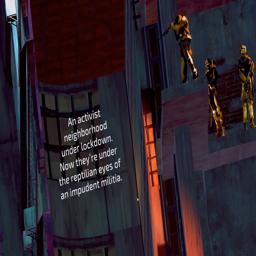 An activist
neighborhood
under lockdown.
Now they're under
the reptilian eyes of
an impudent militia.